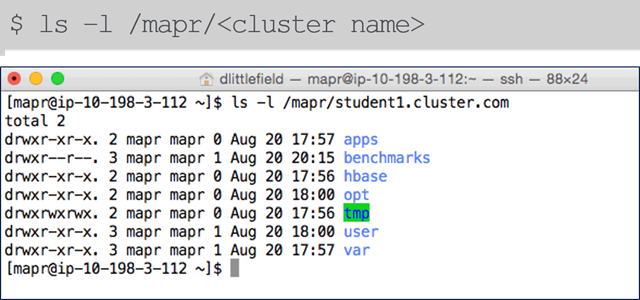 $ ls –l /mapr/<cluster name>
dlittlefield — mapr@ip-10-198-3-112:~ — ssh — 88×24
[mapr@ip-10-198-3-112 ~]$ ls -l /mapr/student1.cluster.com
total 2
drwxr-xr-x. 2 mapr mapr 0 Aug 20 17:57 apps
drwxr--r--. 3 mapr mapr 1 Aug 20 20:15 benchmarks
drwxr-xr-x. 2 mapr mapr 0 Aug 20 17:56 hbase
drwxr-xr-x. 2 mapr mapr 0 Aug 20 18:00 opt
drwxrwxrwx. 2 mapr mapr 0 Aug 20 17:56 tmp
drwxr-xr-x. 3 mapr mapr 1 Aug 20 18:00 user
drwxr-xr-x. 3 mapr mapr 1 Aug 20 17:57 var
[mapr@ip-10-198-3-112 ~]$